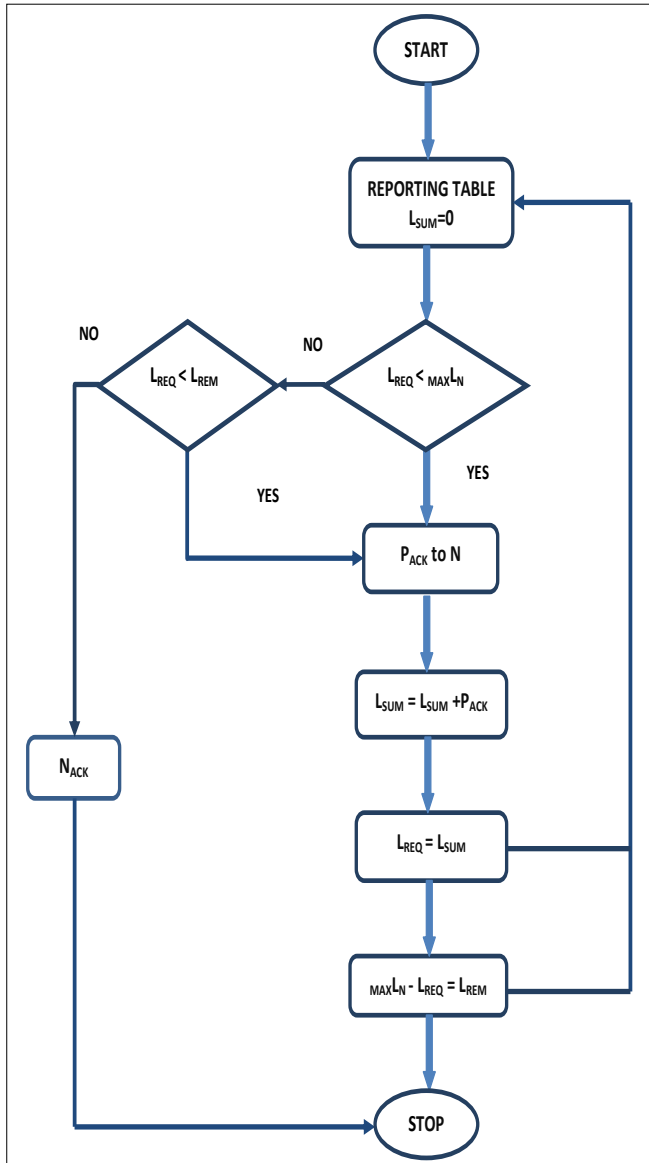 START
REPORTING TABLE
LSUM=0
NO
NO
LREQ < LREM
LREQ < MAXLN
YES
YES
PACK to N
LSUM = LSUM +PACK
NACK
LREQ = LSUM
MAXLN - LREQ = LREM
STOP